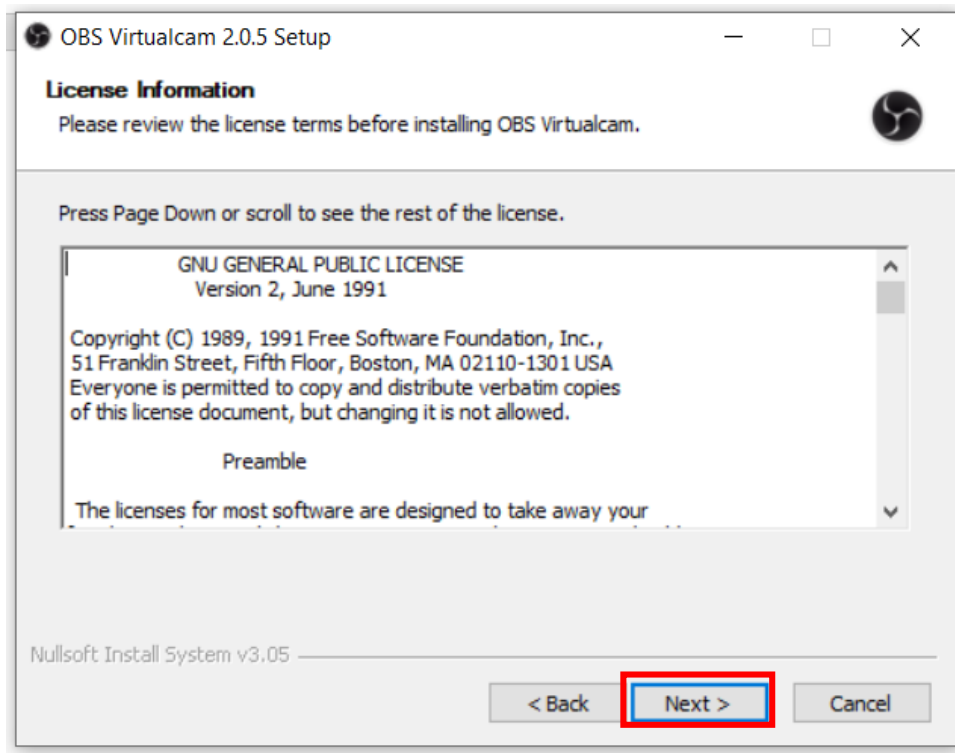 OBS Virtualcam 2.0.5 Setup
License Information
Please review the license terms before installing OBS Virtualcam.
Press Page Down or scroll to see the rest of the license.
GNU GENERAL PUBLIC LICENSE
Version 2, June 1991
Copyright (C) 1989, 1991 Free Software Foundation, Inc.,
51 Franklin Street, Fifth Floor, Boston, MA 02110-1301 USA
Everyone is permitted to copy and distribute verbatim copies
of this license document, but changing it is not allowed.
Preamble
The licenses for most software are designed to take away your
Nullsoft Install System v3.05
< Back
Next >
Cancel